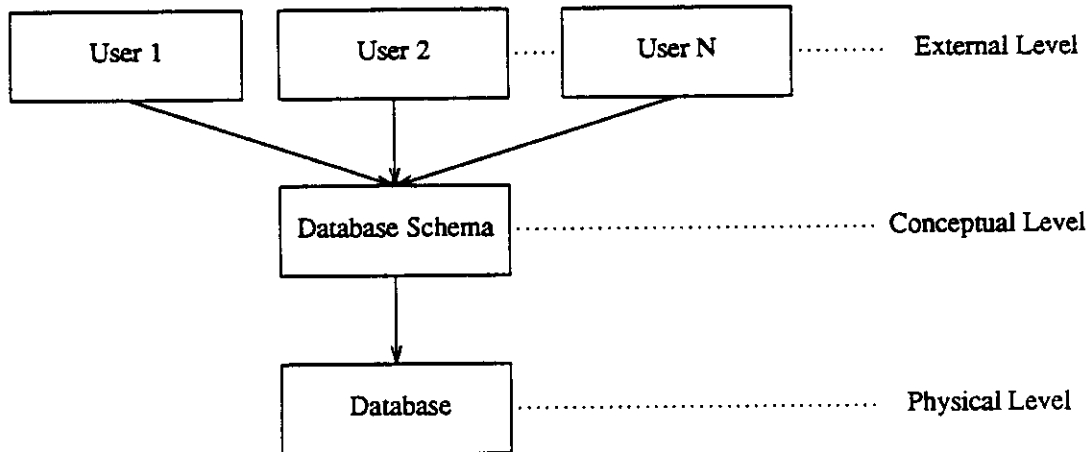 User 1
User 2
User N
External Level
Database Schema
Conceptual Level
Database
Physical Level